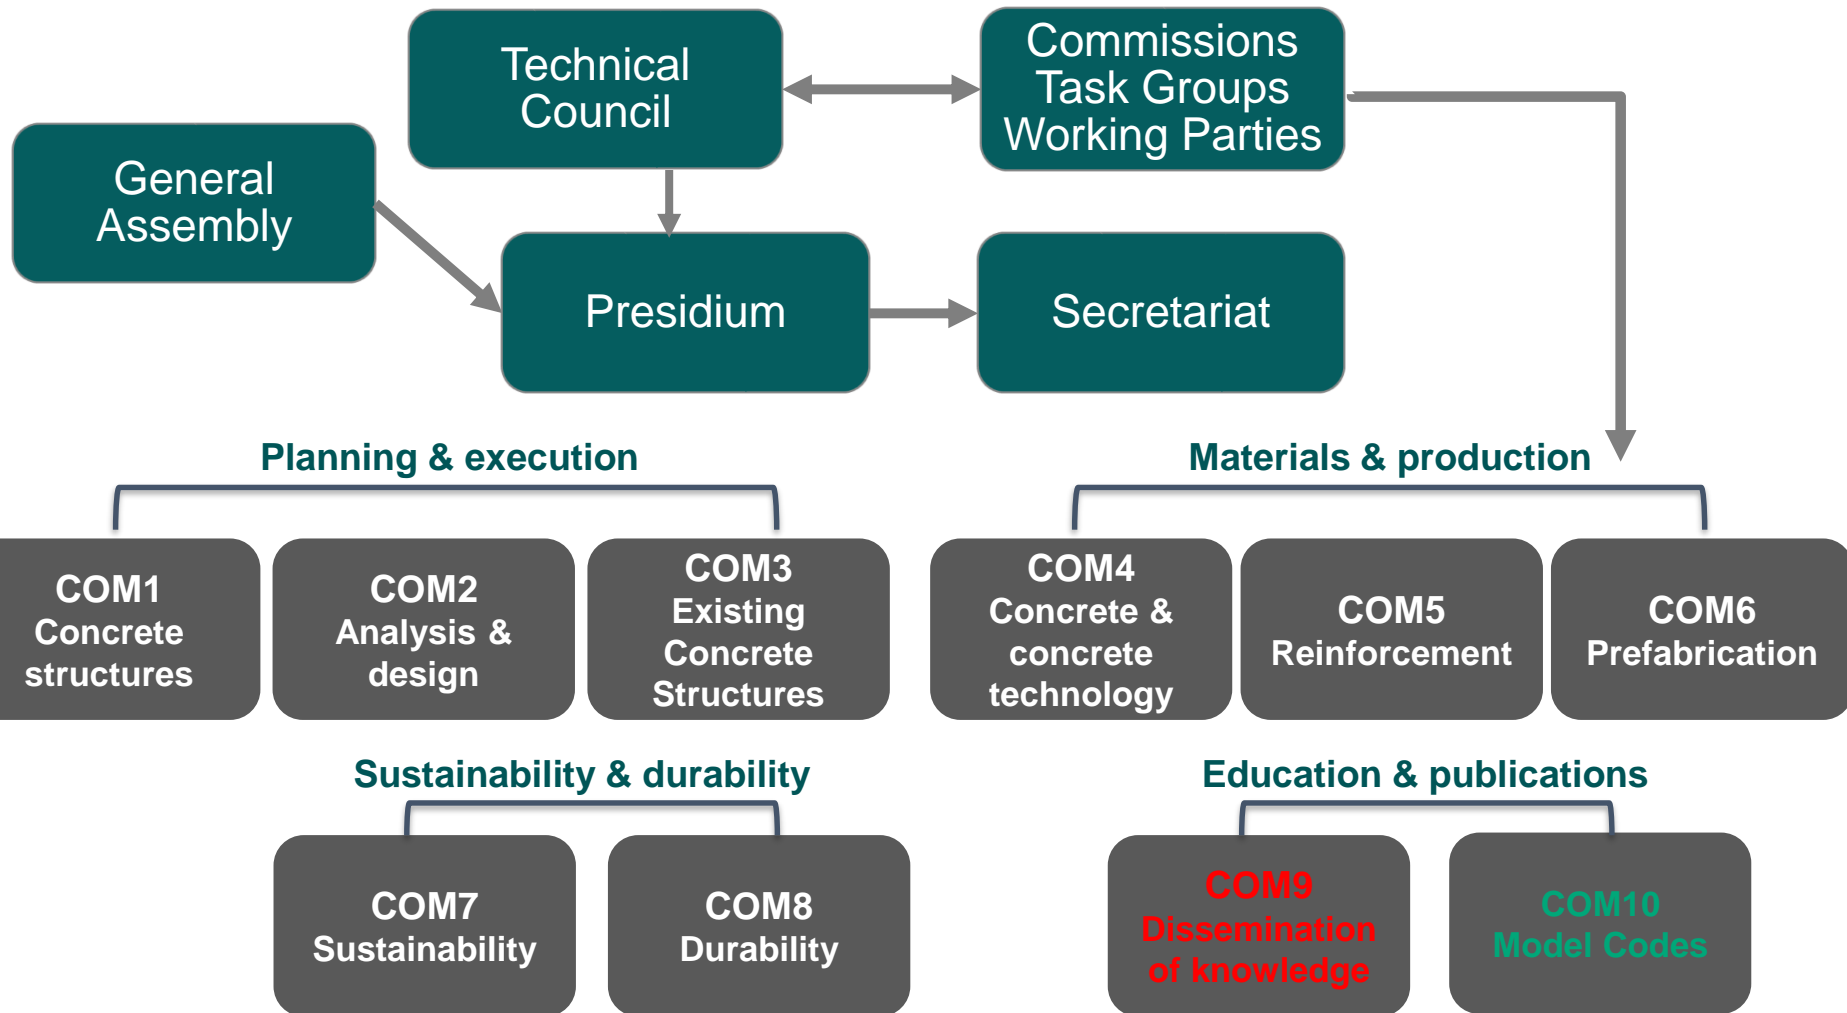 Technical
Council
Commissions
Task Groups
Working Parties
General
Assembly
Presidium
Secretariat
Planning & execution
Materials & production
COM1
Concrete
structures
COM2
Analysis &
design
COM3
Existing
Concrete
Structures
COM4
Concrete &
concrete
technology
COM5
Reinforcement
COM6
Prefabrication
Sustainability & durability
Education & publications
COM7
Sustainability
COM8
Durability
COM9
Dissemination
of knowledge
COM10
Model Codes